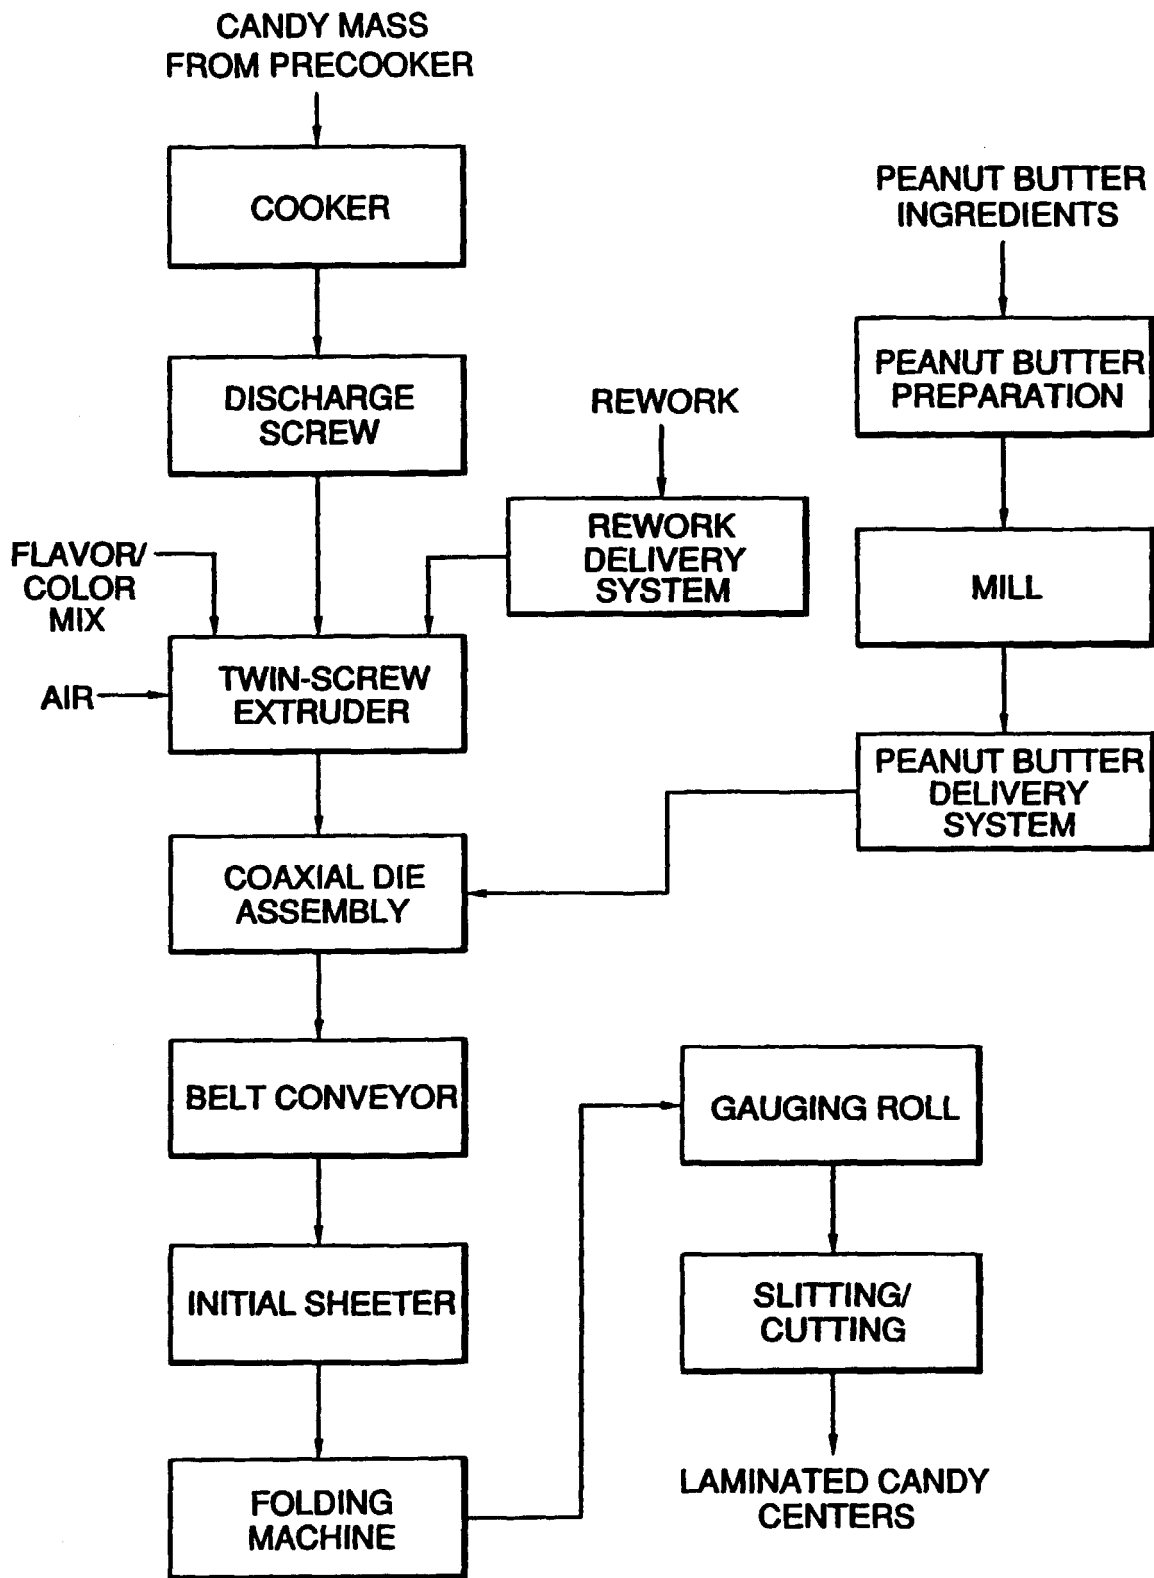 CANDY MASS
FROM PRECOOKER
COOKER
DISCHARGE
SCREW
REWORK
REWORK
DELIVERY
SYSTEM
FLAVOR/
COLOR
MIX
AIR
TWIN-SCREW
EXTRUDER
PEANUT BUTTER
INGREDIENTS
PEANUT BUTTER
PREPARATION
MILL
PEANUT BUTTER
DELIVERY
SYSTEM
COAXIAL DIE
ASSEMBLY
BELT CONVEYOR
INITIAL SHEETER
FOLDING
MACHINE
GAUGING ROLL
SLITTING/
CUTTING
LAMINATED CANDY
CENTERS